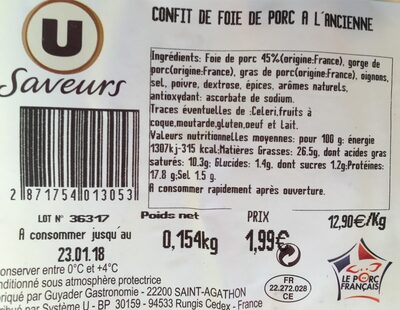 CONFIT DE FOIE DE PORC A L'ANCIENNE
U
Saveurs
Ingrédients: Foie de porc 45%(origine:France), gorge de
porc(origine:France), gras de porc(origine:France), oignons,
sel, poivre, dextrose, épices, arômes naturels,
antioxydant: ascorbate de sodium.
Traces éventuelles de :Celeri,fruits à
coque,moutarde,gluten,oeuf et lait.
Valeurs nutritionnelles moyennes: pour 100 g: énergie
1307kj-315 kcal;Matières Grasses: 26.5g, dont acides gras
saturés: 10.3g; Glucides: 1.4g, dont sucres 1.2g;Protéines:
17.8 g;Sel 1.5 g.
A consommer rapidement après ouverture.
2 871754 013053
LOT N° 36317
A consommer jusqu'au
23.01.18
Poids net
0,154kg
PRIX
1,99€
12,90€/Kg
Conserver entre 0°C et +4°C
Conditionné sous atmosphère protectrice
Fabriqué par Guyader Gastronomie - 22200 SAINT-AGATHON
Distribué par Système U - BP 30159 - 94533 Rungis Cedex - France
FR
22.272.028
CE
LE PORC
FRANÇAIS